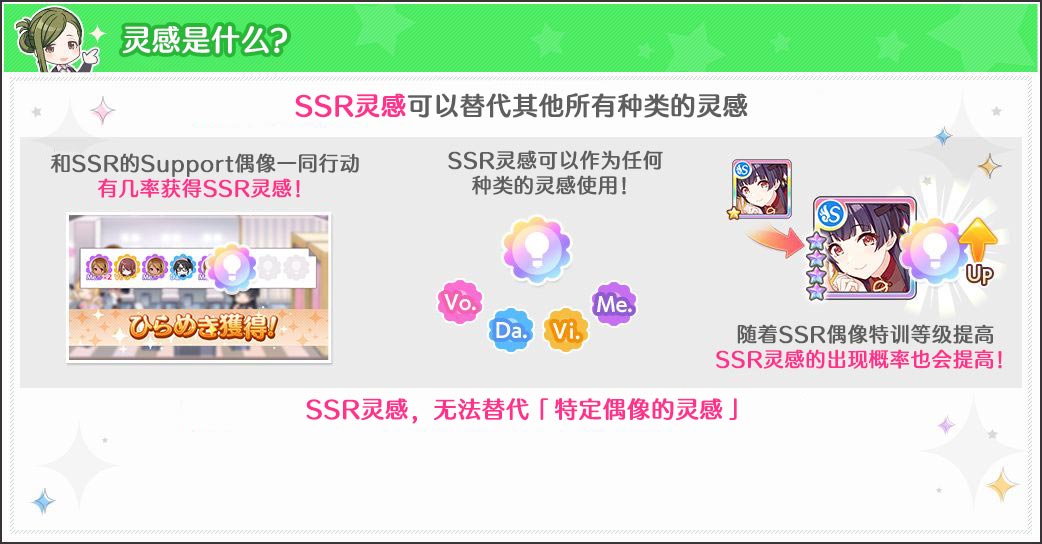 灵感是什么?
SSR灵感可以替代其他所有种类的灵感
和SSR的Support偶像一同行动
有几率获得SSR灵感!
ひらめき獲得!
SSR灵感可以作为任何
种类的灵感使用!
Vo.
Da.
Vi.
Me.
S
S
UP
随着SSR偶像特训等级提高
SSR灵感的出现概率也会提高!
SSR灵感,无法替代「特定偶像的灵感」